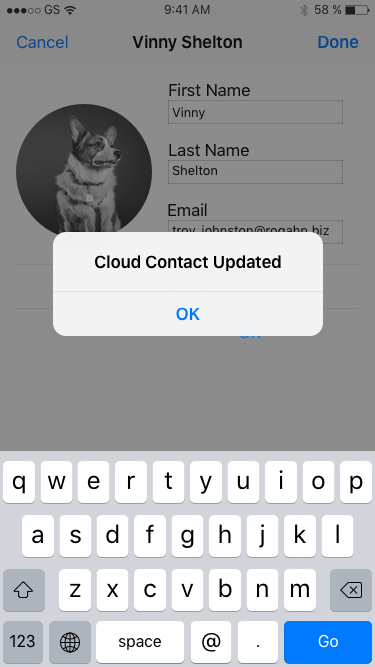 GS 9:41 AM 58 %
Cancel Vinny Shelton Done
First Name
Vinny
Last Name
Shelton
Email
troy_johnston@rogahn.biz
Cloud Contact Updated
OK
q w e r t y u i o p
a s d f g h j k l
z x c v b n m
123 space @ . Go